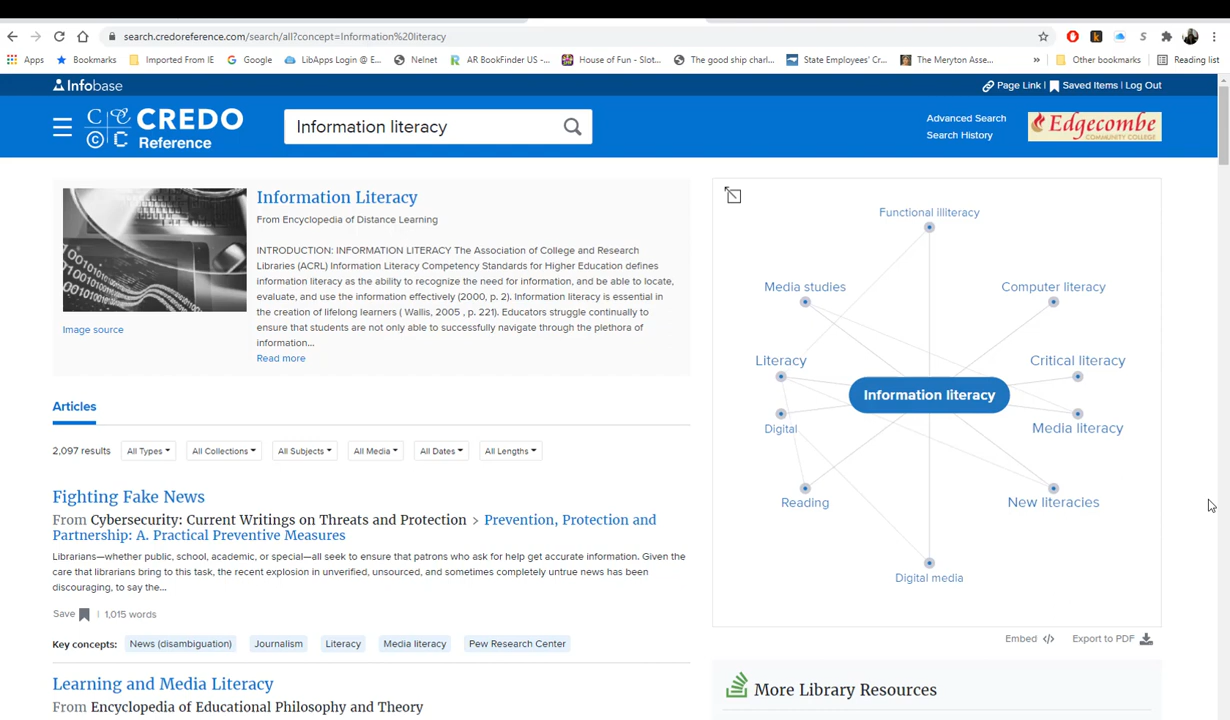 search.credoreference.com/search/all?concept=Information%20literacy
Apps Bookmarks Imported From IE Google LibApps Login @ E... Nelnet AR BookFinder US -... House of Fun - Slot... The good ship charl... State Employees' Cr... The Meryton Asse... » Other bookmarks Reading list
Infobase
Page Link | Saved Items | Log Out
CREDO
Reference
Information literacy
Advanced Search
Search History
Edgecombe
COMMUNITY COLLEGE
Information Literacy
From Encyclopedia of Distance Learning
INTRODUCTION: INFORMATION LITERACY The Association of College and Research
Libraries (ACRL) Information Literacy Competency Standards for Higher Education defines
information literacy as the ability to recognize the need for information, and be able to locate,
evaluate, and use the information effectively (2000, p. 2). Information literacy is essential in
the creation of lifelong learners ( Wallis, 2005 , p. 221). Educators struggle continually to
ensure that students are not only able to successfully navigate through the plethora of
information...
Read more
Image source
Articles
2,097 results All Types All Collections All Subjects All Media All Dates All Lengths
Fighting Fake News
From Cybersecurity: Current Writings on Threats and Protection > Prevention, Protection and
Partnership: A. Practical Preventive Measures
Librarians—whether public, school, academic, or special—all seek to ensure that patrons who ask for help get accurate information. Given the
care that librarians bring to this task, the recent explosion in unverified, unsourced, and sometimes completely untrue news has been
discouraging, to say the...
Save | 1,015 words
Key concepts: News (disambiguation) Journalism Literacy Media literacy Pew Research Center
Learning and Media Literacy
From Encyclopedia of Educational Philosophy and Theory
Functional illiteracy
Media studies
Computer literacy
Literacy
Critical literacy
Information literacy
Digital
Media literacy
Reading
New literacies
Digital media
Embed </> Export to PDF
More Library Resources